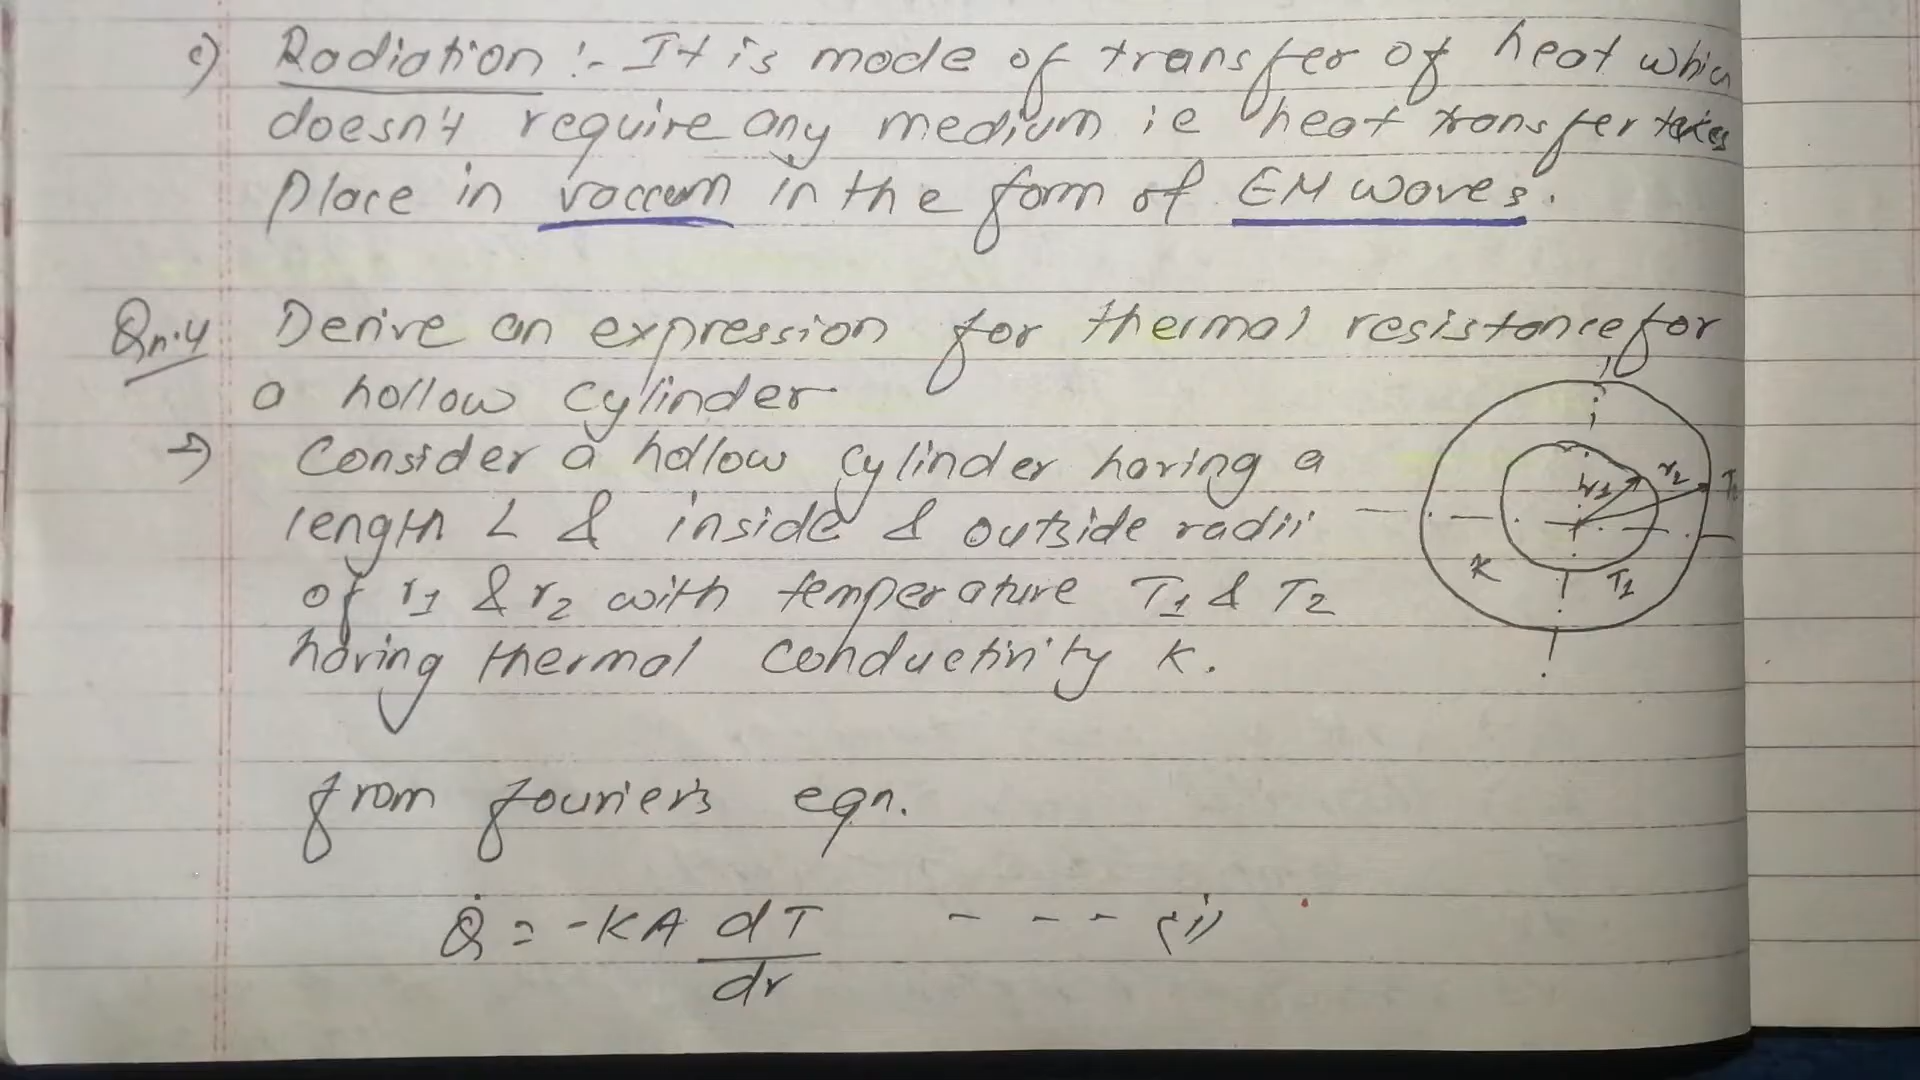 c) Radiation :- It is mode of transfer of heat which
doesn't require any medium ie heat transfer takes
place in vaccum in the form of EM waves.
Qn.4 Derive an expression for thermal resistance for
a hollow cylinder
→ Consider a hollow cylinder having a
length L & inside & outside radii
of r1 & r2 with temperature T1 & T2
having thermal conductivity K.
r1 r2 T2
K T1
from fourier's eqn.
Q̇ = -KA dT/dr - - - (i)